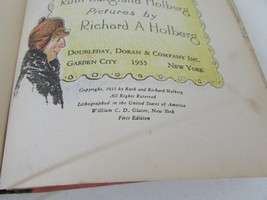 Ruth Langland Holberg
Pictures by
Richard A Holberg
DOUBLEDAY, DORAN & COMPANY INC.
GARDEN CITY 1935 NEW YORK
Copyright, 1935 by Ruth and Richard Holberg
All Rights Reserved
Lithographed in the United States of America
William C. D. Glaser, New York
First Edition